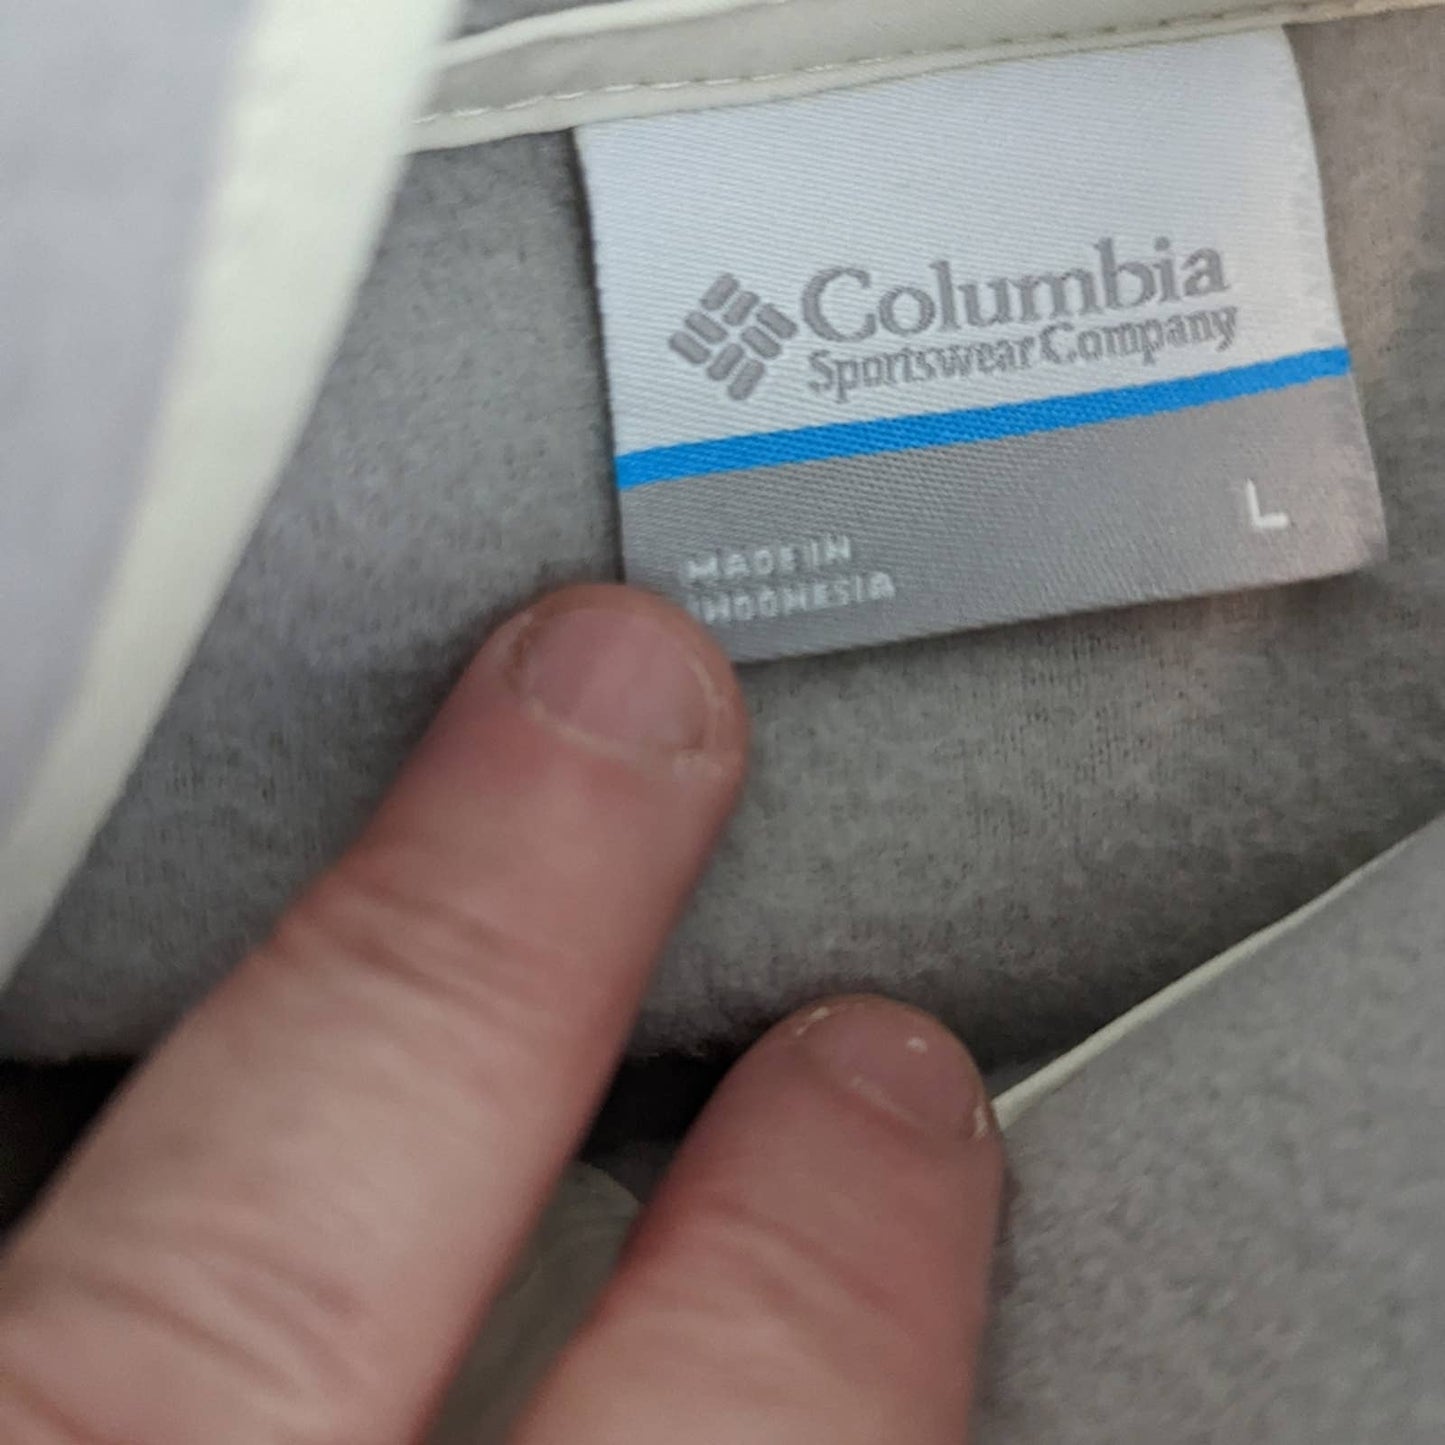 Columbia
Sportswear Company
L
MADE IN
INDONESIA